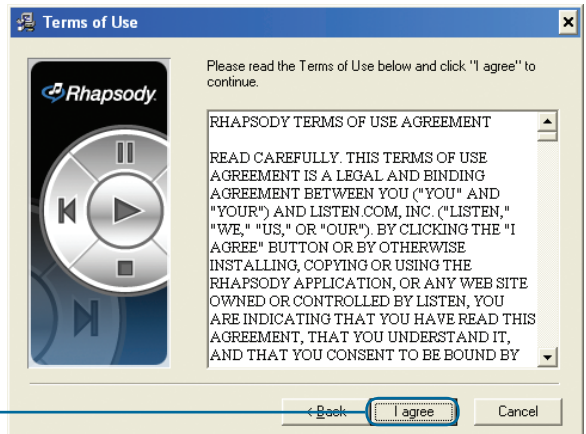 Terms of Use
Rhapsody.
Please read the Terms of Use below and click "I agree" to
continue.
RHAPSODY TERMS OF USE AGREEMENT
READ CAREFULLY. THIS TERMS OF USE
AGREEMENT IS A LEGAL AND BINDING
AGREEMENT BETWEEN YOU ("YOU" AND
"YOUR") AND LISTEN.COM, INC. ("LISTEN,"
"WE," "US," OR "OUR"). BY CLICKING THE "I
AGREE" BUTTON OR BY OTHERWISE
INSTALLING, COPYING OR USING THE
RHAPSODY APPLICATION, OR ANY WEB SITE
OWNED OR CONTROLLED BY LISTEN, YOU
ARE INDICATING THAT YOU HAVE READ THIS
AGREEMENT, THAT YOU UNDERSTAND IT,
AND THAT YOU CONSENT TO BE BOUND BY
< Back I agree Cancel